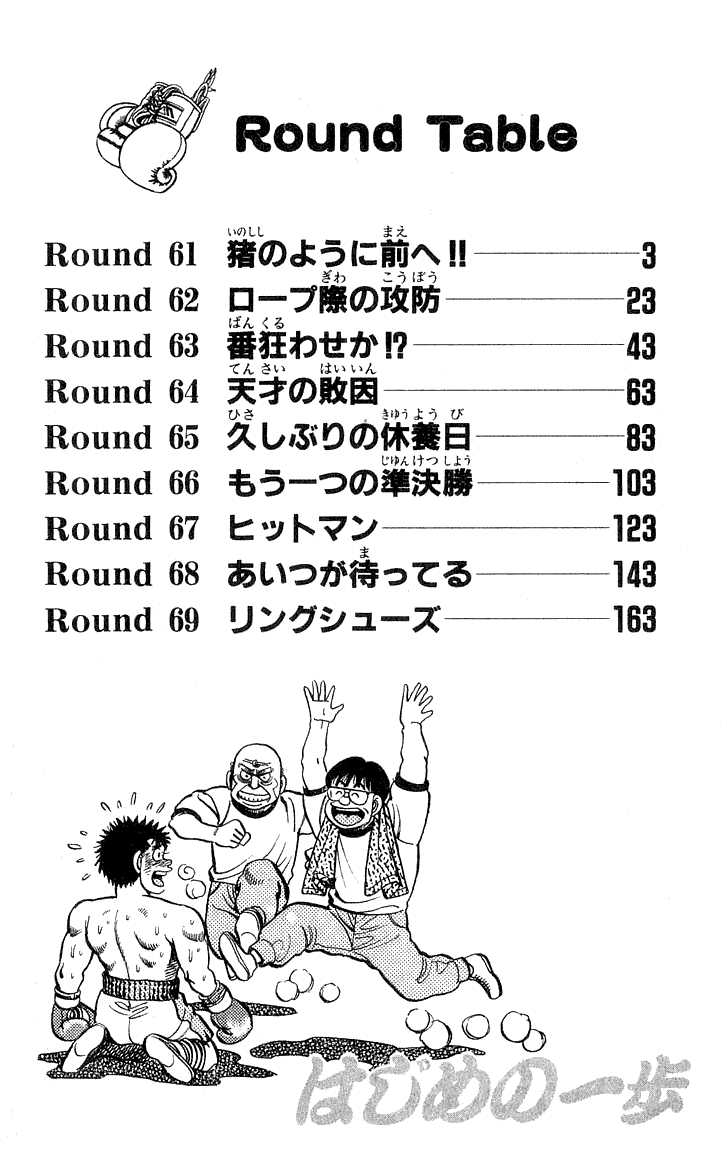 Round Table
Round 61 猪のように前へ!! 3
Round 62 ロープ際の攻防 23
Round 63 番狂わせか!? 43
Round 64 天才の敗因 63
Round 65 久しぶりの休養日 83
Round 66 もう一つの準決勝 103
Round 67 ヒットマン 123
Round 68 あいつが待ってる 143
Round 69 リングシューズ 163
はじめの一歩